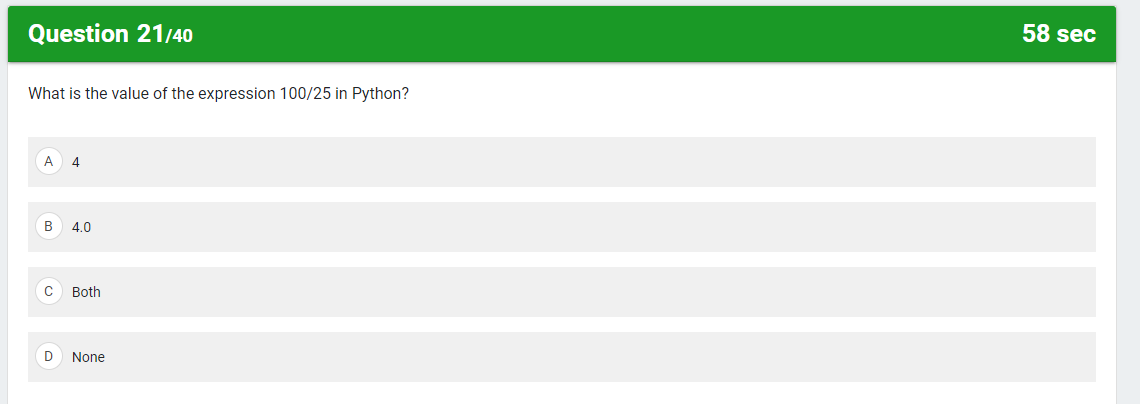 Question 21/40
58 sec
What is the value of the expression 100/25 in Python?
A 4
B 4.0
C Both
D None